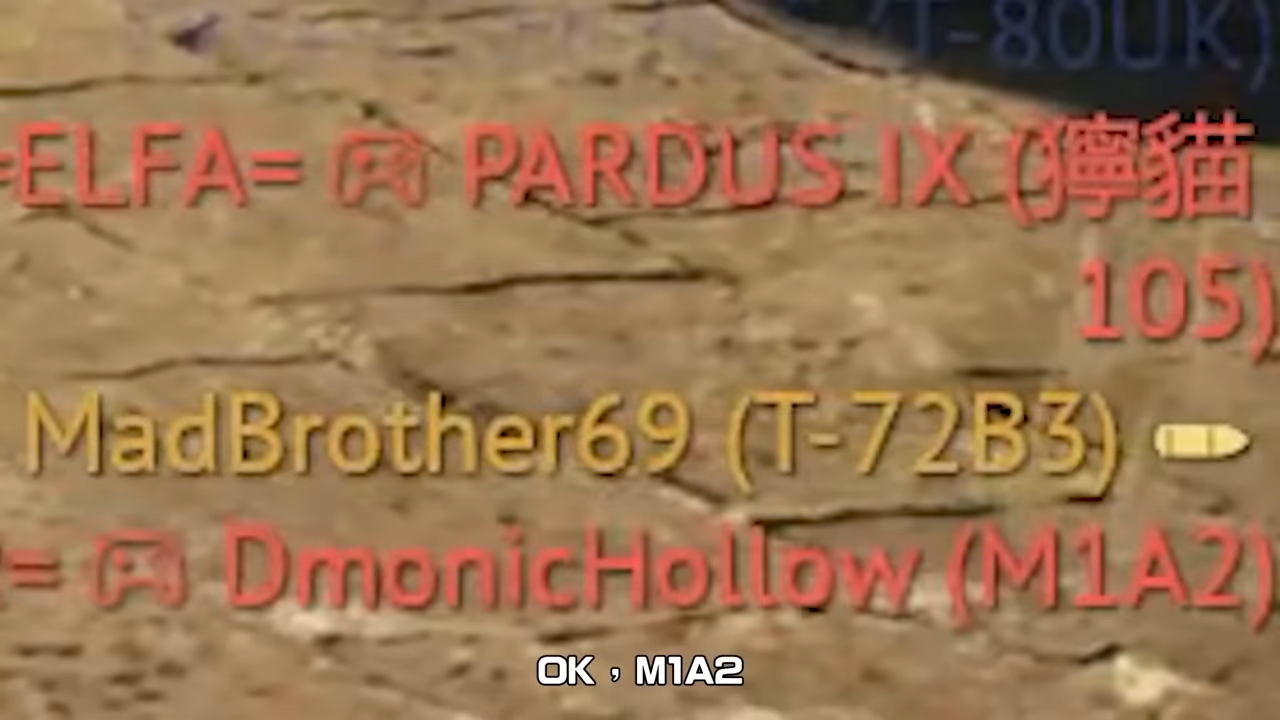 (T-80UK)
=ELFA= PARDUS IX (獰貓
105)
MadBrother69 (T-72B3)
= DmonicHollow (M1A2)
OK，M1A2